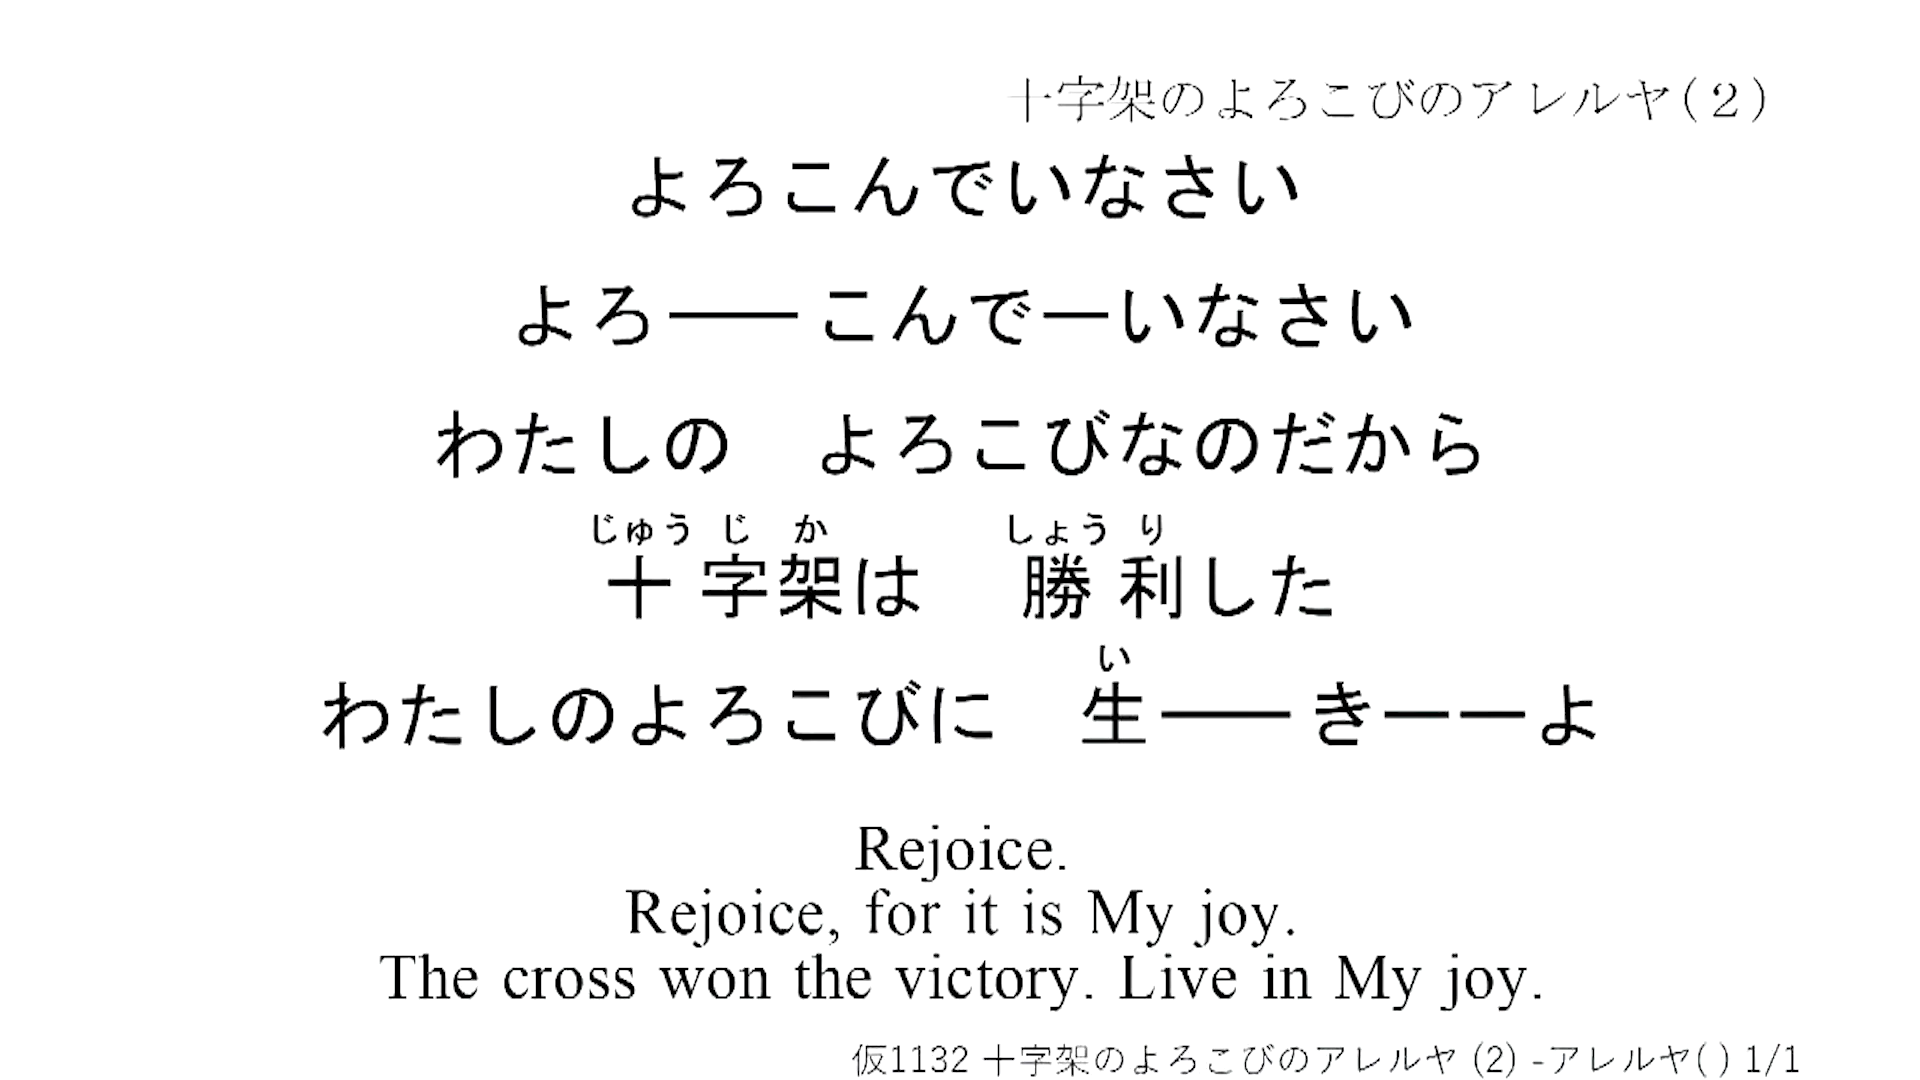 十字架のよろこびのアレルヤ(２)
よろこんでいなさい
よろ―― こんで―いなさい
わたしの　よろこびなのだから
じゅう じ か　しょう り
十字架は　勝利した
い
わたしのよろこびに　生―― き――よ
Rejoice.
Rejoice, for it is My joy.
The cross won the victory. Live in My joy.
仮1132 十字架のよろこびのアレルヤ (2) -アレルヤ( ) 1/1